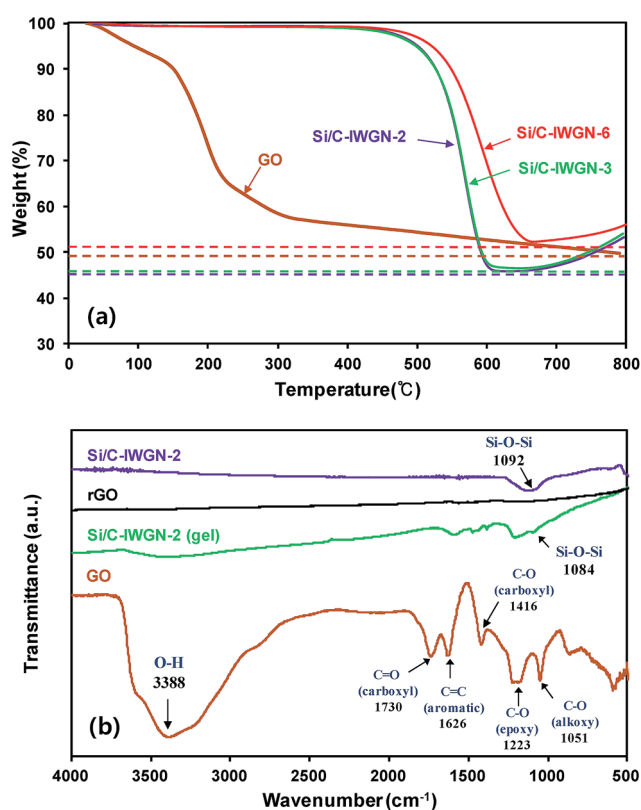 100
90
80
70
60
50
40
30
Weight (%)
Si/C-IWGN-6
Si/C-IWGN-2
Si/C-IWGN-3
GO
(a)
0 100 200 300 400 500 600 700 800
Temperature(℃)
Si/C-IWGN-2
Si-O-Si
1092
rGO
Si/C-IWGN-2 (gel)
Si-O-Si
1084
GO
C-O
(carboxyl)
1416
O-H
3388
C=O
(carboxyl)
1730
C=C
(aromatic)
1626
C-O
(epoxy)
1223
C-O
(alkoxy)
1051
(b)
Transmittance (a.u.)
4000 3500 3000 2500 2000 1500 1000 500
Wavenumber (cm-1)